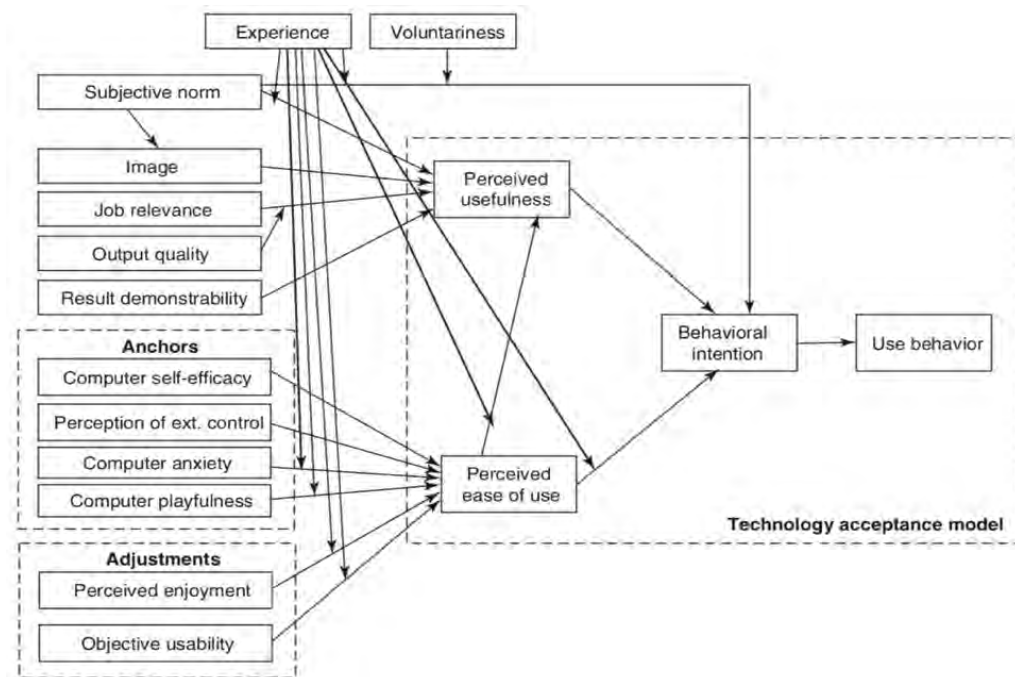 Experience
Voluntariness
Subjective norm
Image
Job relevance
Output quality
Result demonstrability
Perceived
usefulness
Behavioral
intention
Use behavior
Anchors
Computer self-efficacy
Perception of ext. control
Computer anxiety
Computer playfulness
Perceived
ease of use
Technology acceptance model
Adjustments
Perceived enjoyment
Objective usability